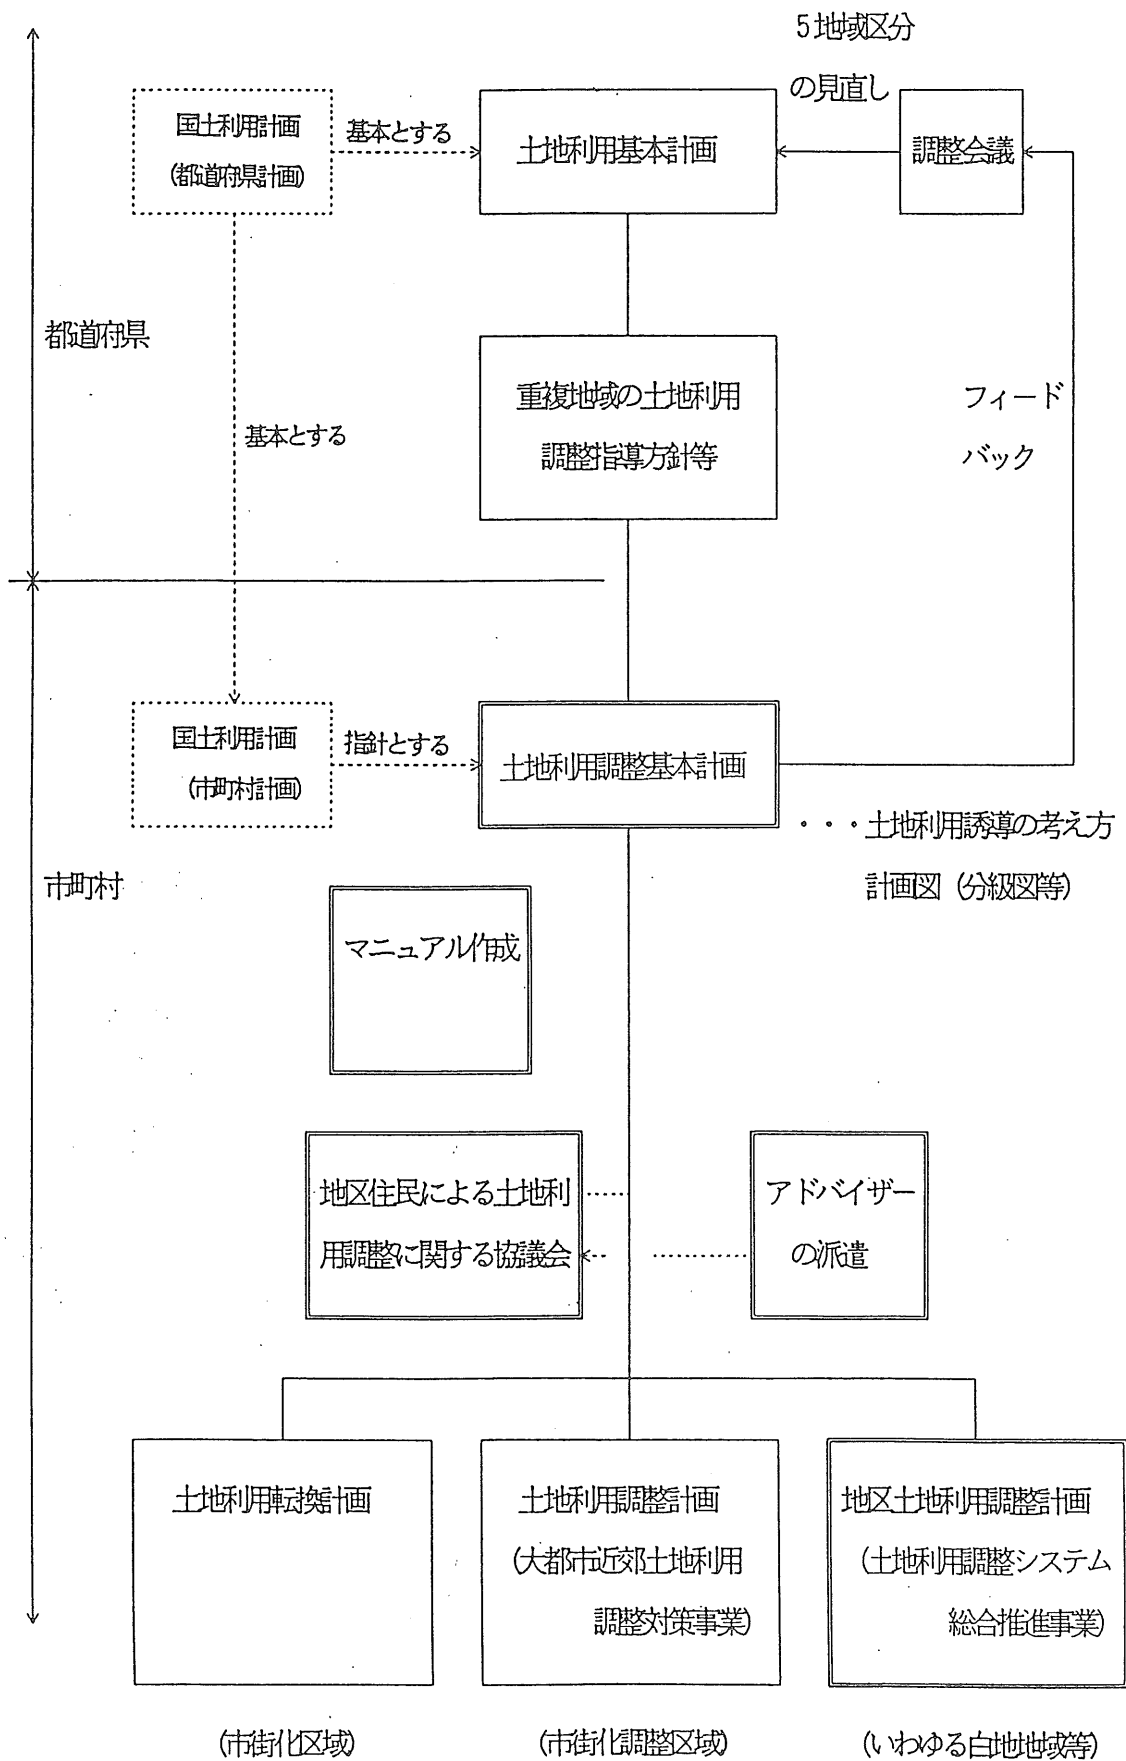 5地域区分
の見直し
国土利用計画
(都道府県計画)
基本とする
土地利用基本計画
調整会議
都道府県
重複地域の土地利用
調整指導方針等
フィード
バック
基本とする
国土利用計画
(市町村計画)
指針とする
土地利用調整基本計画
・・・土地利用誘導の考え方
計画図(分級図等)
市町村
マニュアル作成
地区住民による土地利
用調整に関する協議会
アドバイザー
の派遣
土地利用転換計画
土地利用調整計画
(大都市近郊土地利用
調整対策事業)
地区土地利用調整計画
(土地利用調整システム
総合推進事業)
(市街化区域)
(市街化調整区域)
(いわゆる白地地域等)